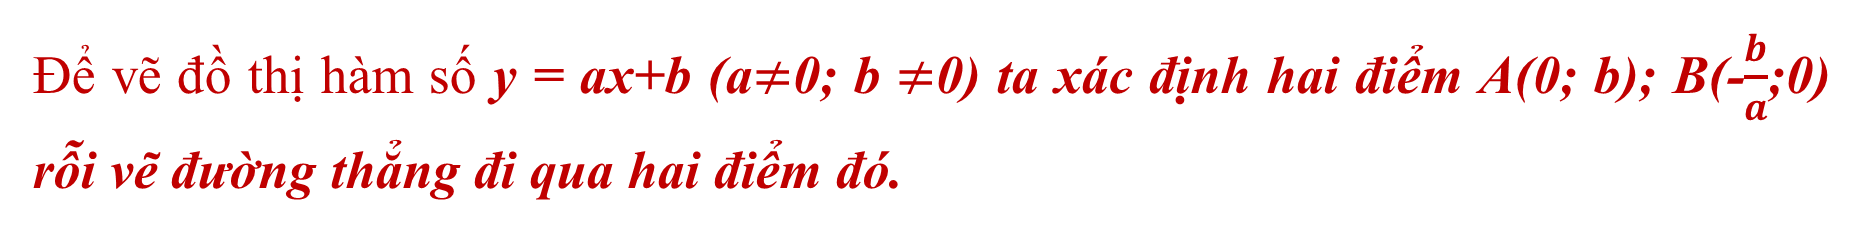 Để vẽ đồ thị hàm số y = ax+b (a≠0; b ≠0) ta xác định hai điểm A(0; b); B(-b/a;0)
rỗi vẽ đường thẳng đi qua hai điểm đó.